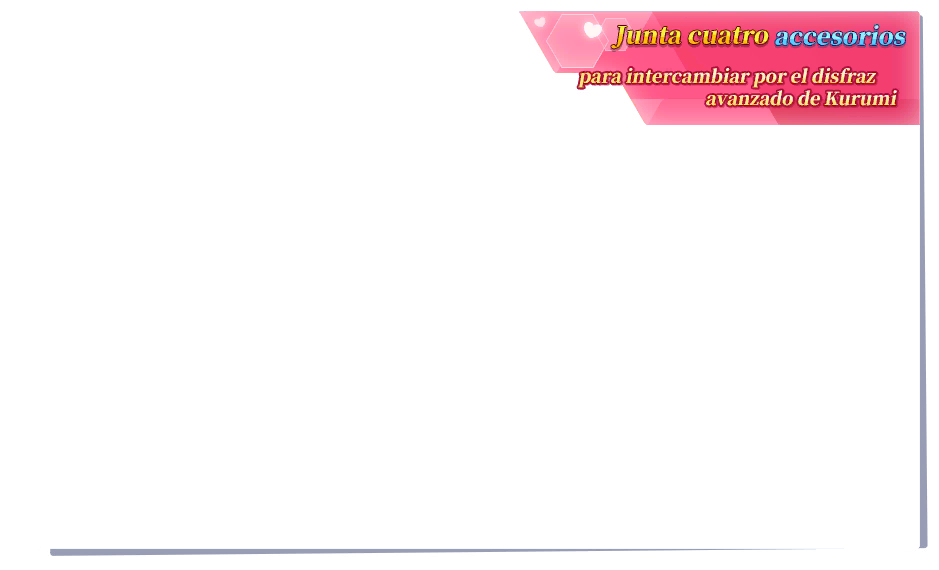 Junta cuatro accesorios
para intercambiar por el disfraz
avanzado de Kurumi